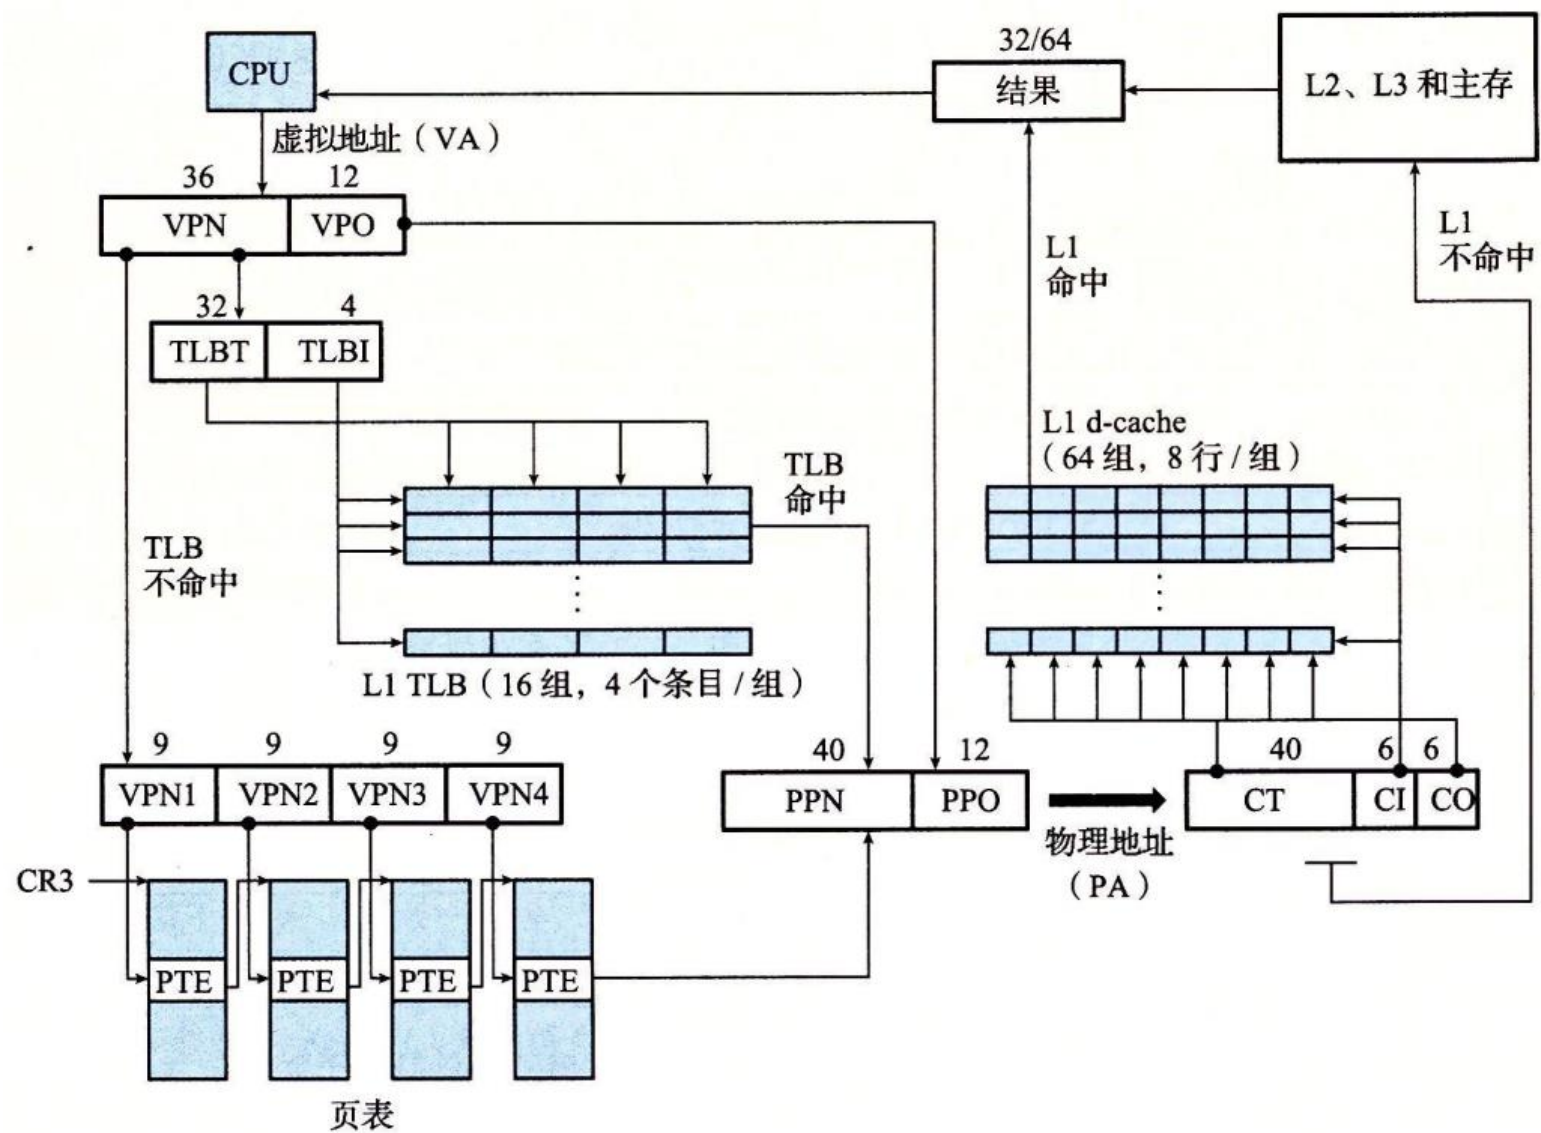 CPU
32/64
结果
L2、L3 和主存
虚拟地址（VA）
36
12
VPN
VPO
L1
命中
L1
不命中
32
4
TLBT
TLBI
TLB
命中
L1 d-cache
（64 组，8 行/组）
TLB
不命中
L1 TLB（16 组，4 个条目/组）
9
9
9
9
VPN1
VPN2
VPN3
VPN4
40
12
PPN
PPO
物理地址
（PA）
40
6
6
CT
CI
CO
CR3
PTE
PTE
PTE
PTE
页表